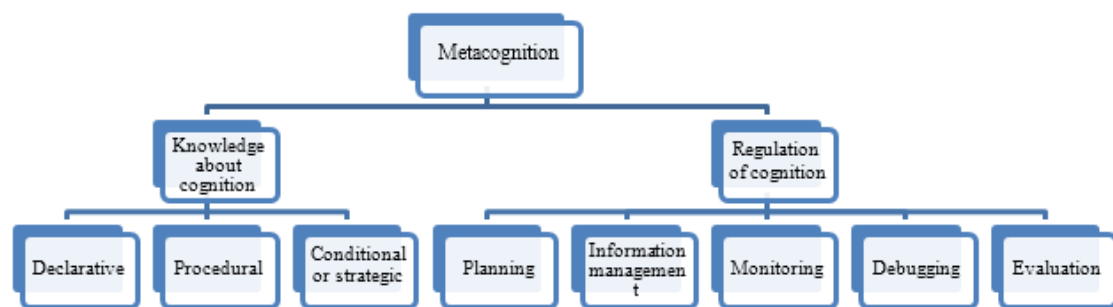 Metacognition
Knowledge
about
cognition
Regulation
of cognition
Declarative
Procedural
Conditional
or strategic
Planning
Information
managemen
t
Monitoring
Debugging
Evaluation